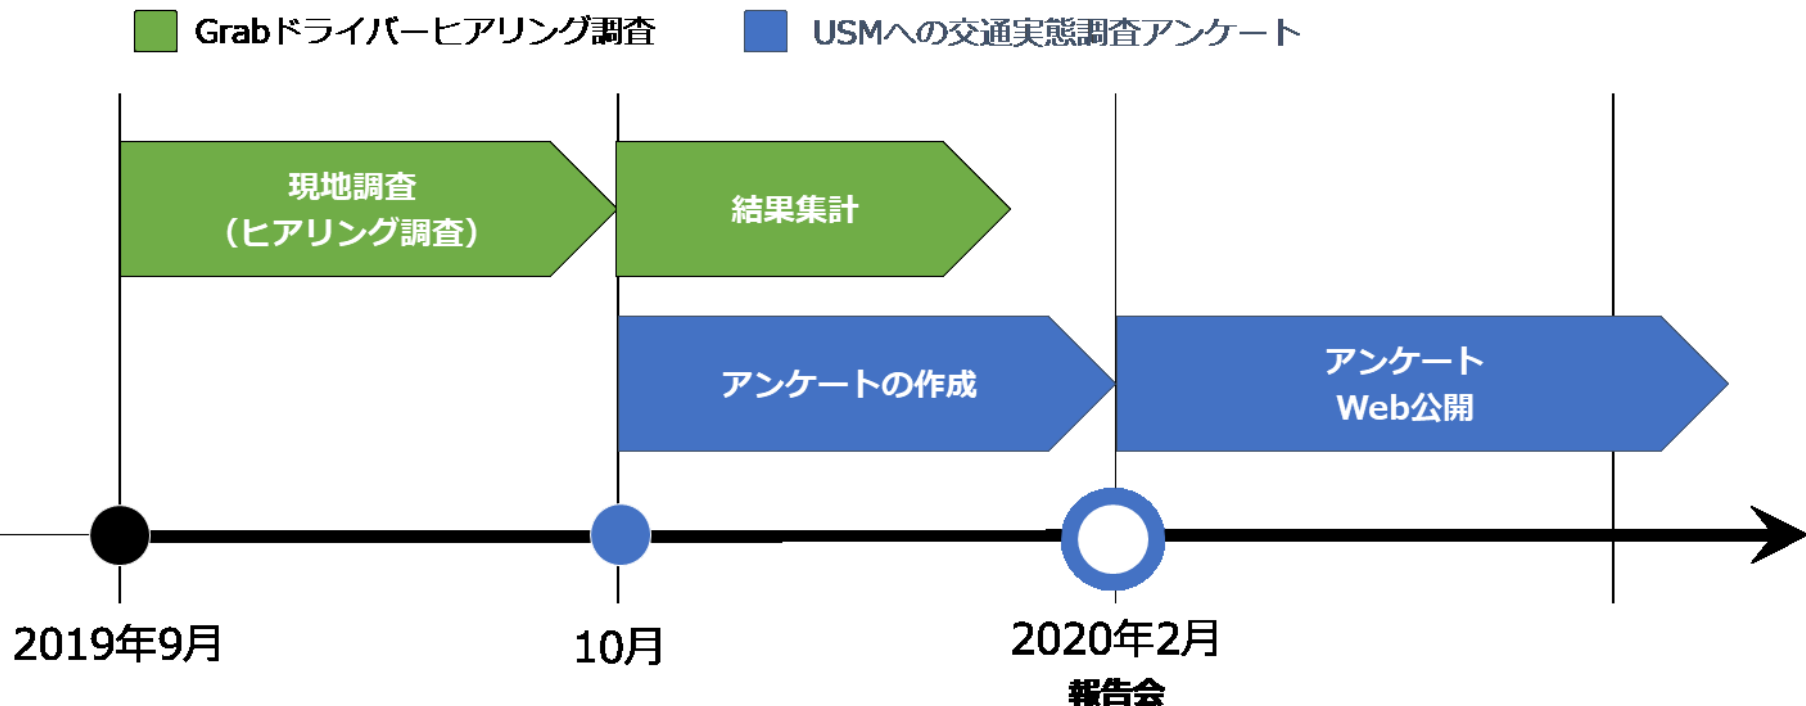 Grabドライバーヒアリング調査
USMへの交通実態調査アンケート
現地調査
（ヒアリング調査）
結果集計
アンケートの作成
アンケート
Web公開
2019年9月
10月
2020年2月
報告会